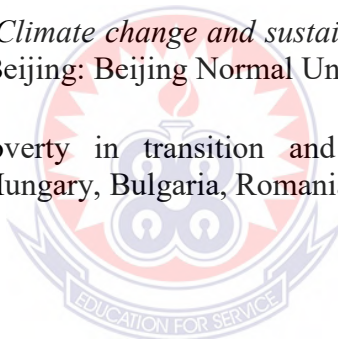 Climate change and sustai
Beijing: Beijing Normal Un
overty in transition and
Hungary, Bulgaria, Romania
EDUCATION FOR SERVICE